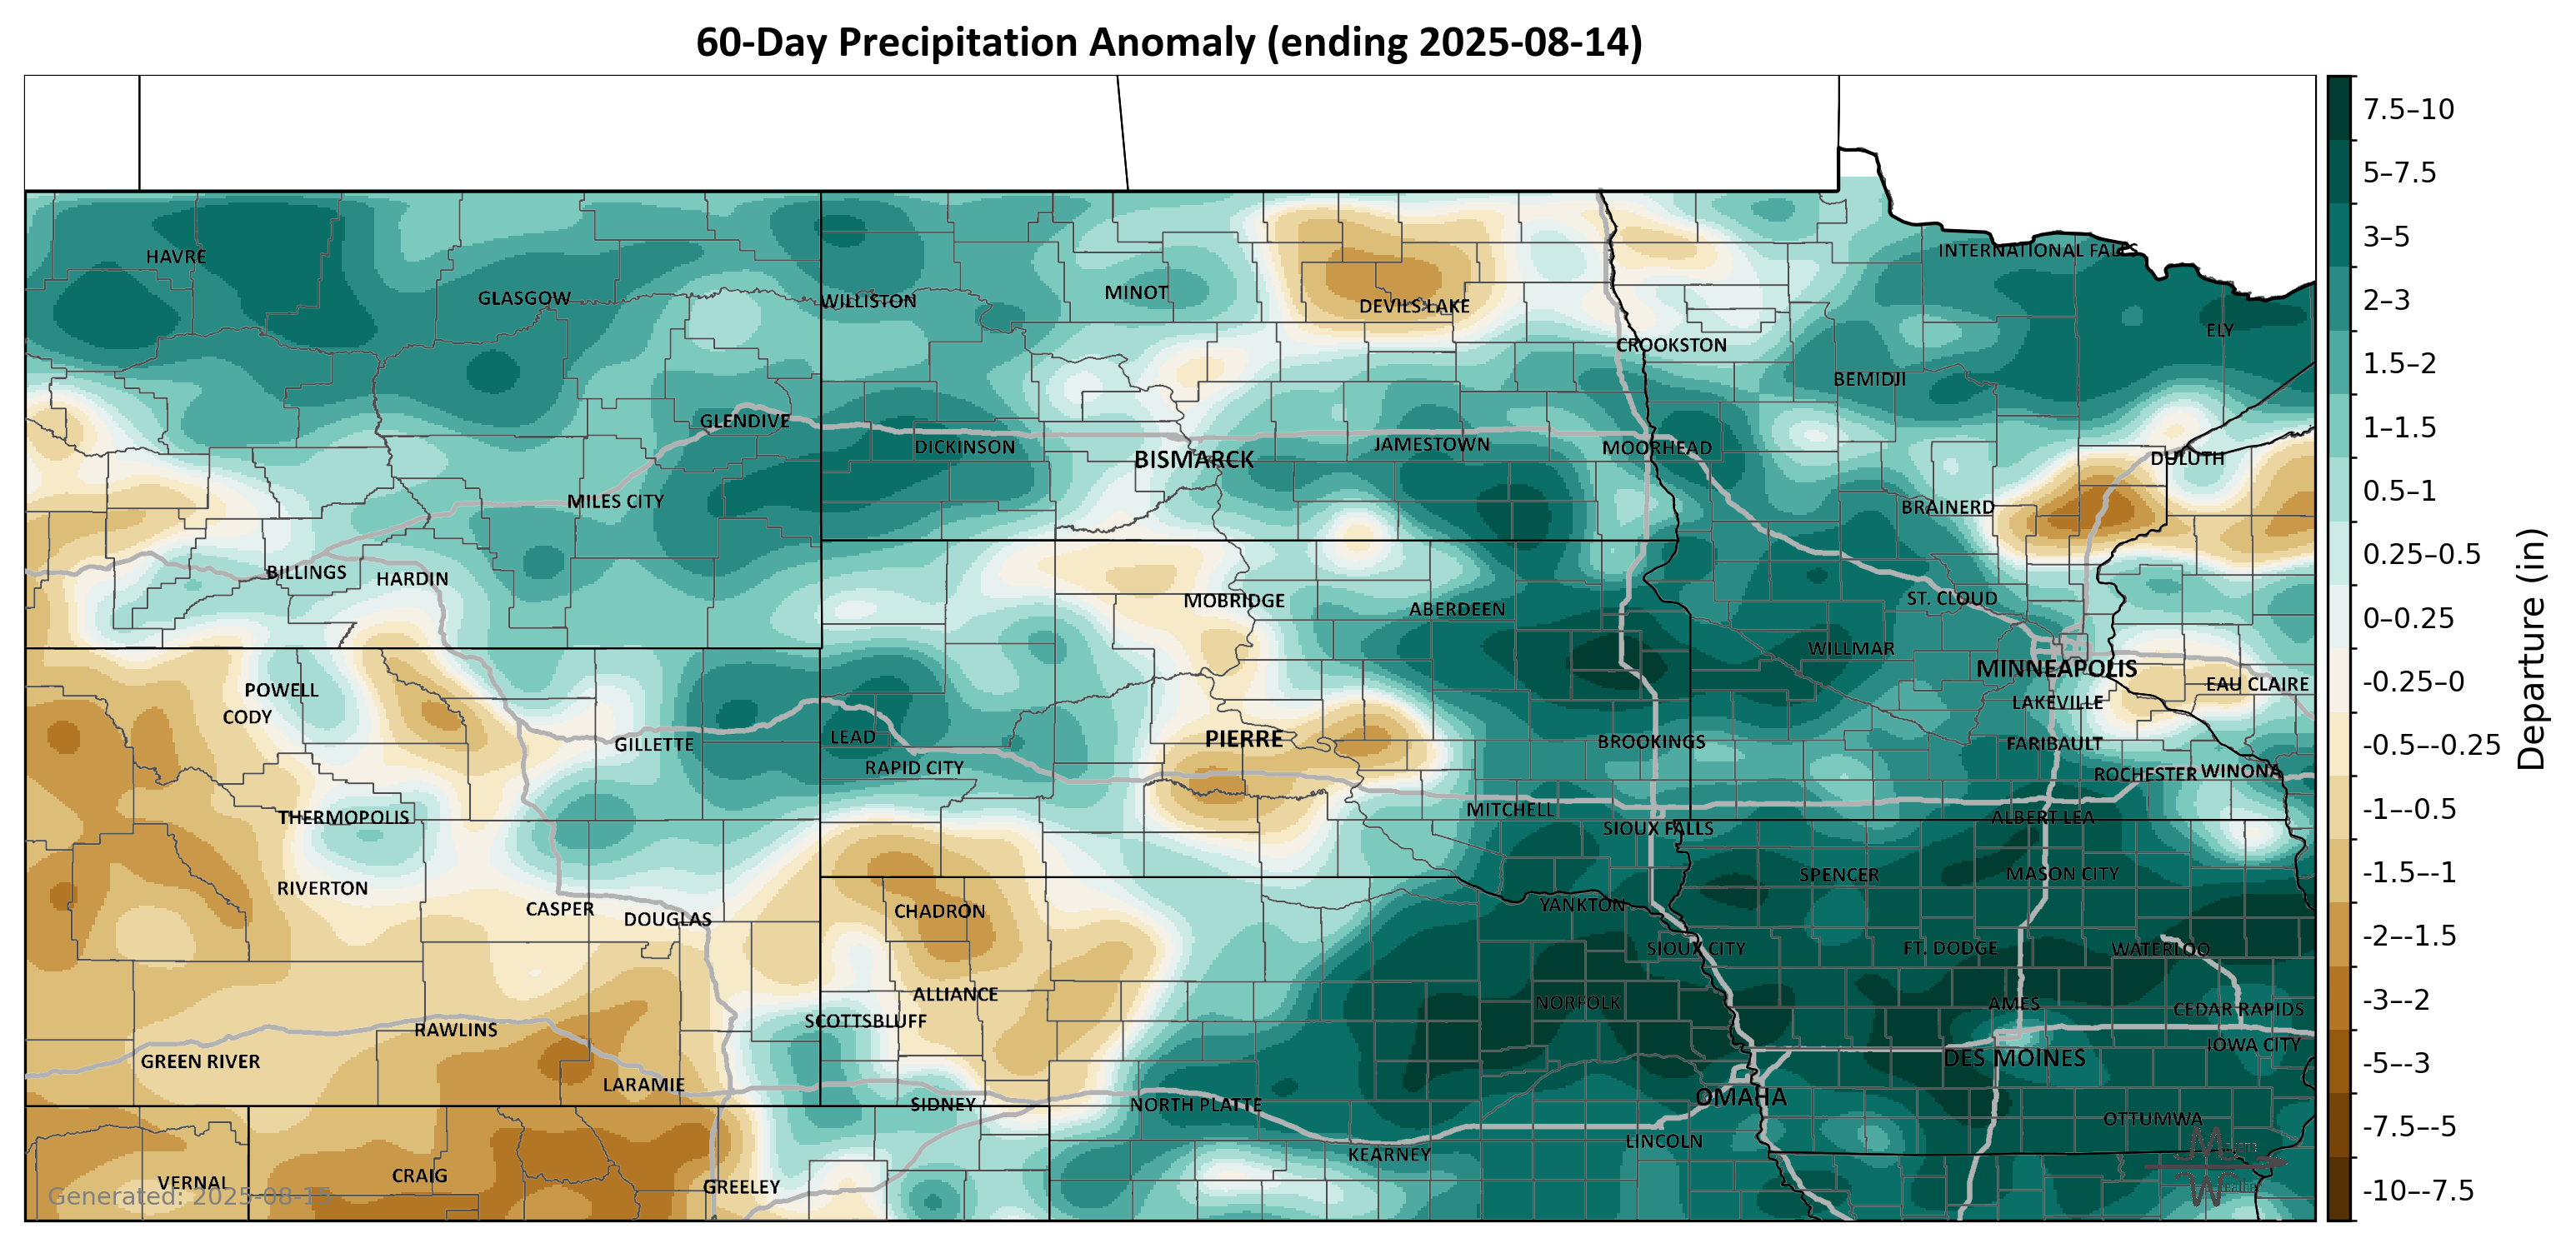 60-Day Precipitation Anomaly (ending 2025-08-14)
7.5–10
5–7.5
3–5
2–3
1.5–2
1–1.5
0.5–1
0.25–0.5
0–0.25
-0.25–0
-0.5–-0.25
-1–-0.5
-1.5–-1
-2–-1.5
-3–-2
-5–-3
-7.5–-5
-10–-7.5
Departure (in)
INTERNATIONAL FALLS
HAVRE
MINOT
GLASGOW
WILLISTON
DEVILS LAKE
ELY
CROOKSTON
BEMIDJI
GLENDIVE
DICKINSON
JAMESTOWN
MOORHEAD
BISMARCK
DULUTH
MILES CITY
BRAINERD
BILLINGS
HARDIN
MOBRIDGE
ABERDEEN
ST. CLOUD
WILLMAR
MINNEAPOLIS
POWELL
EAU CLAIRE
LAKEVILLE
CODY
LEAD
PIERRE
BROOKINGS
FARIBAULT
GILLETTE
RAPID CITY
ROCHESTER
WINONA
THERMOPOLIS
MITCHELL
ALBERT LEA
SIOUX FALLS
SPENCER
MASON CITY
RIVERTON
CASPER
DOUGLAS
CHADRON
YANKTON
SIOUX CITY
FT. DODGE
WATERLOO
ALLIANCE
NORFOLK
AMES
CEDAR RAPIDS
SCOTTSBLUFF
RAWLINS
IOWA CITY
GREEN RIVER
DES MOINES
LARAMIE
OMAHA
SIDNEY
NORTH PLATTE
OTTUMWA
LINCOLN
KEARNEY
CRAIG
VERNAL
GREELEY
Generated: 2025-08-15